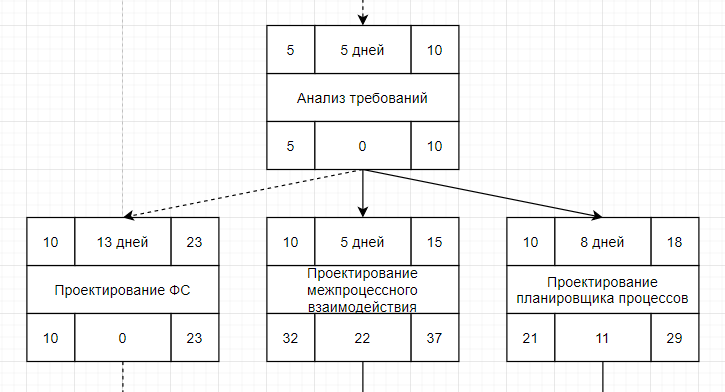 5 5 дней 10
Анализ требований
5 0 10
10 13 дней 23
Проектирование ФС
10 0 23
10 5 дней 15
Проектирование
межпроцессного
взаимодействия
32 22 37
10 8 дней 18
Проектирование
планировщика процессов
21 11 29